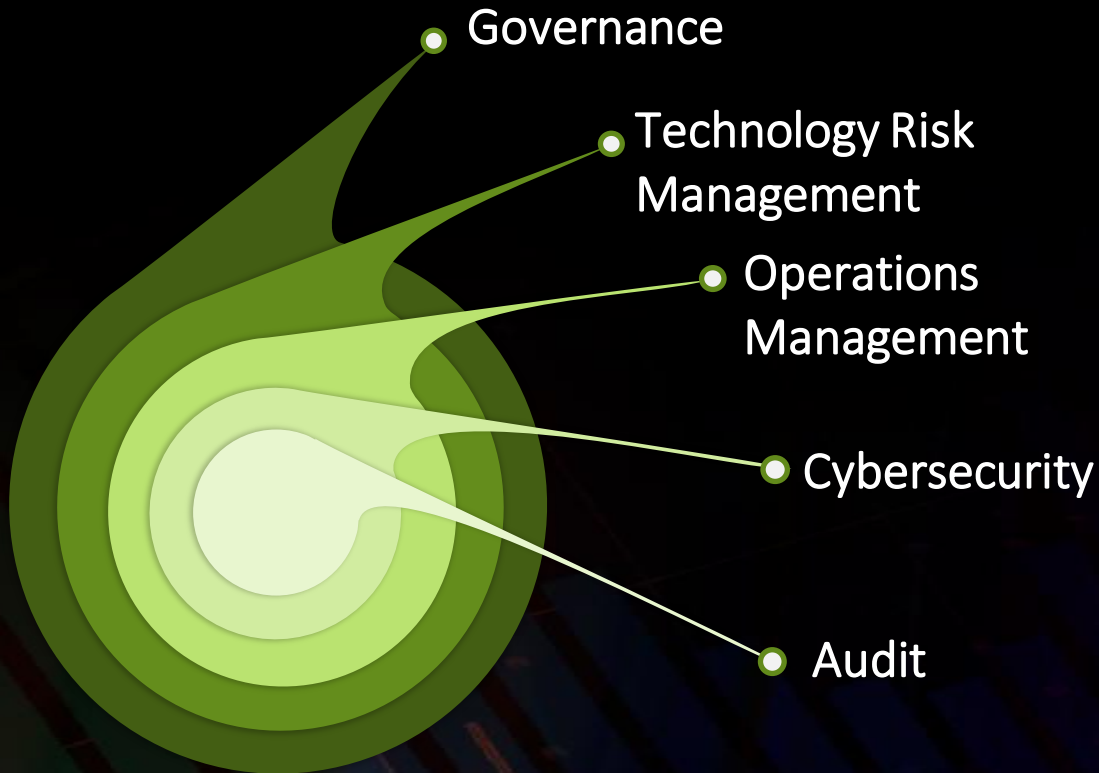 Governance
Technology Risk
Management
Operations
Management
Cybersecurity
Audit